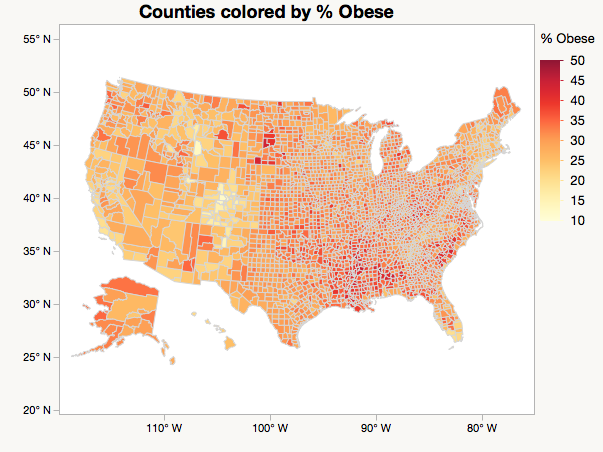 Counties colored by % Obese
% Obese
55° N
50° N
45° N
40° N
35° N
30° N
25° N
20° N
110° W
100° W
90° W
80° W
50
45
40
35
30
25
20
15
10